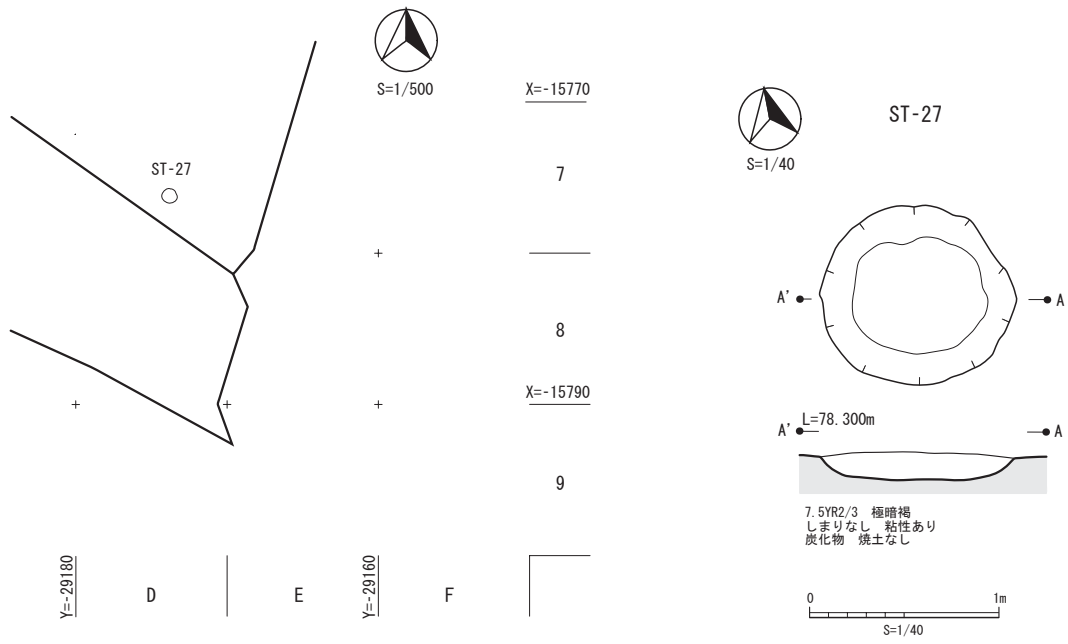 S=1/500
X=-15770
ST-27
7
8
X=-15790
9
Y=-29180
D
E
Y=-29160
F
S=1/40
ST-27
A'
A
L=78.300m
A'
A
7.5YR2/3 極暗褐
しまりなし 粘性あり
炭化物 焼土なし
0 1m
S=1/40